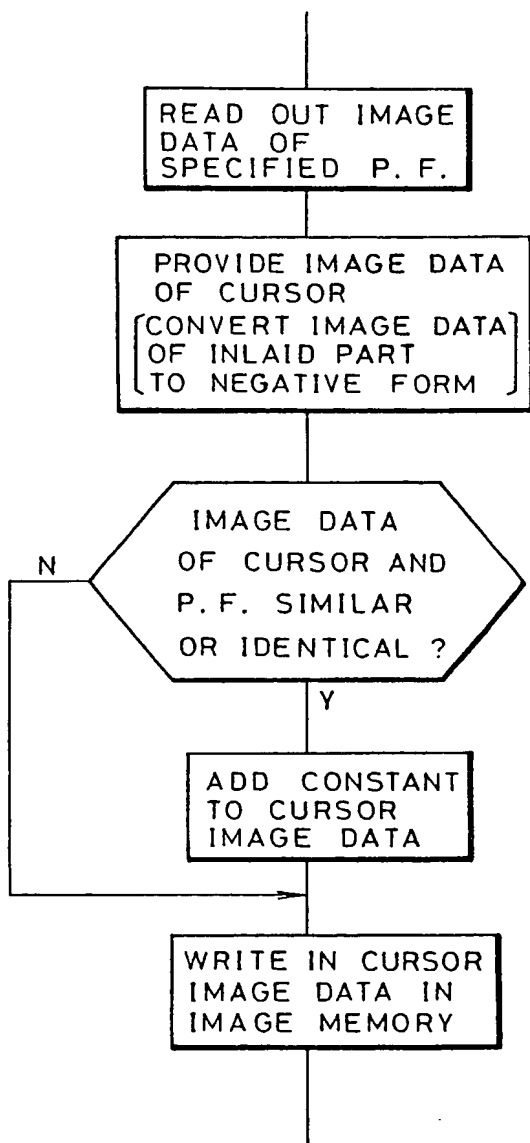 READ OUT IMAGE
DATA OF
SPECIFIED P. F.
PROVIDE IMAGE DATA
OF CURSOR
[CONVERT IMAGE DATA
OF INLAID PART
TO NEGATIVE FORM]
IMAGE DATA
OF CURSOR AND
P. F. SIMILAR
OR IDENTICAL ?
N
Y
ADD CONSTANT
TO CURSOR
IMAGE DATA
WRITE IN CURSOR
IMAGE DATA IN
IMAGE MEMORY